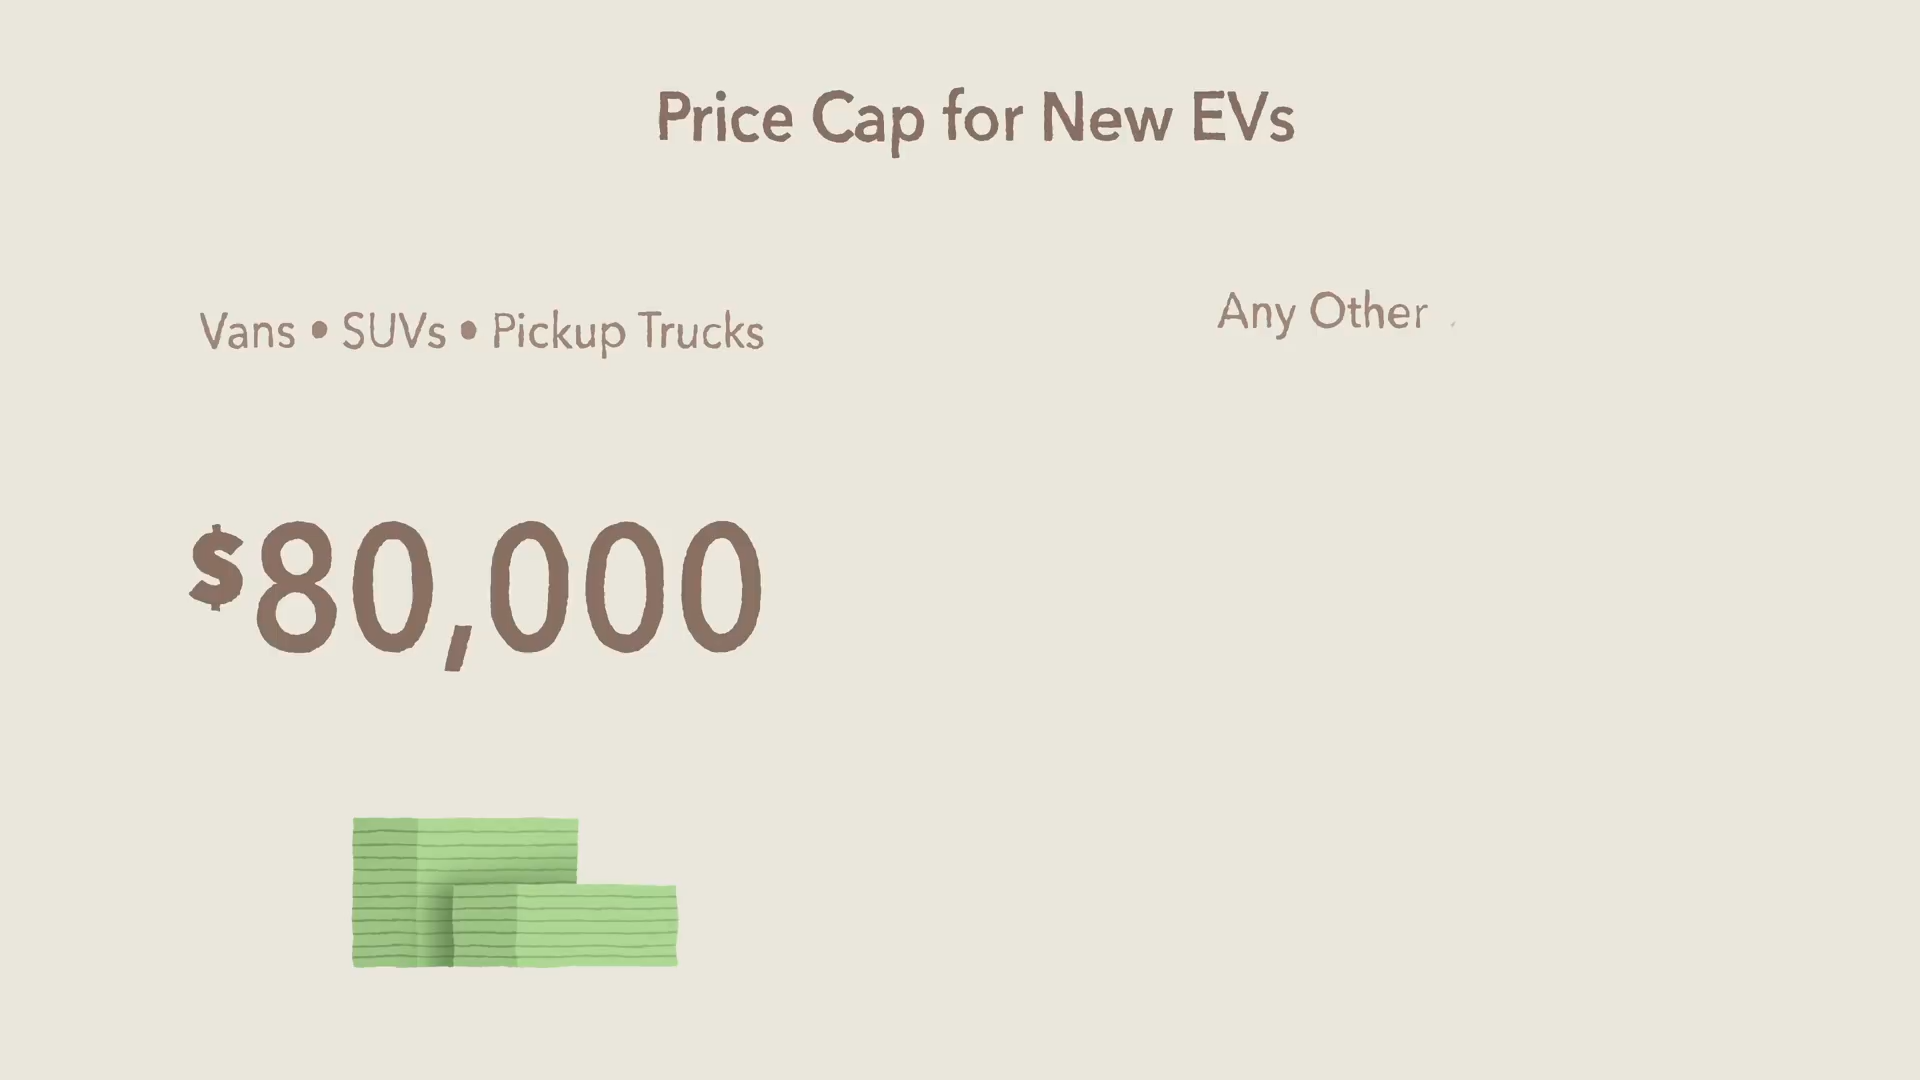 Price Cap for New EVs
Vans • SUVs • Pickup Trucks
Any Other
$80,000